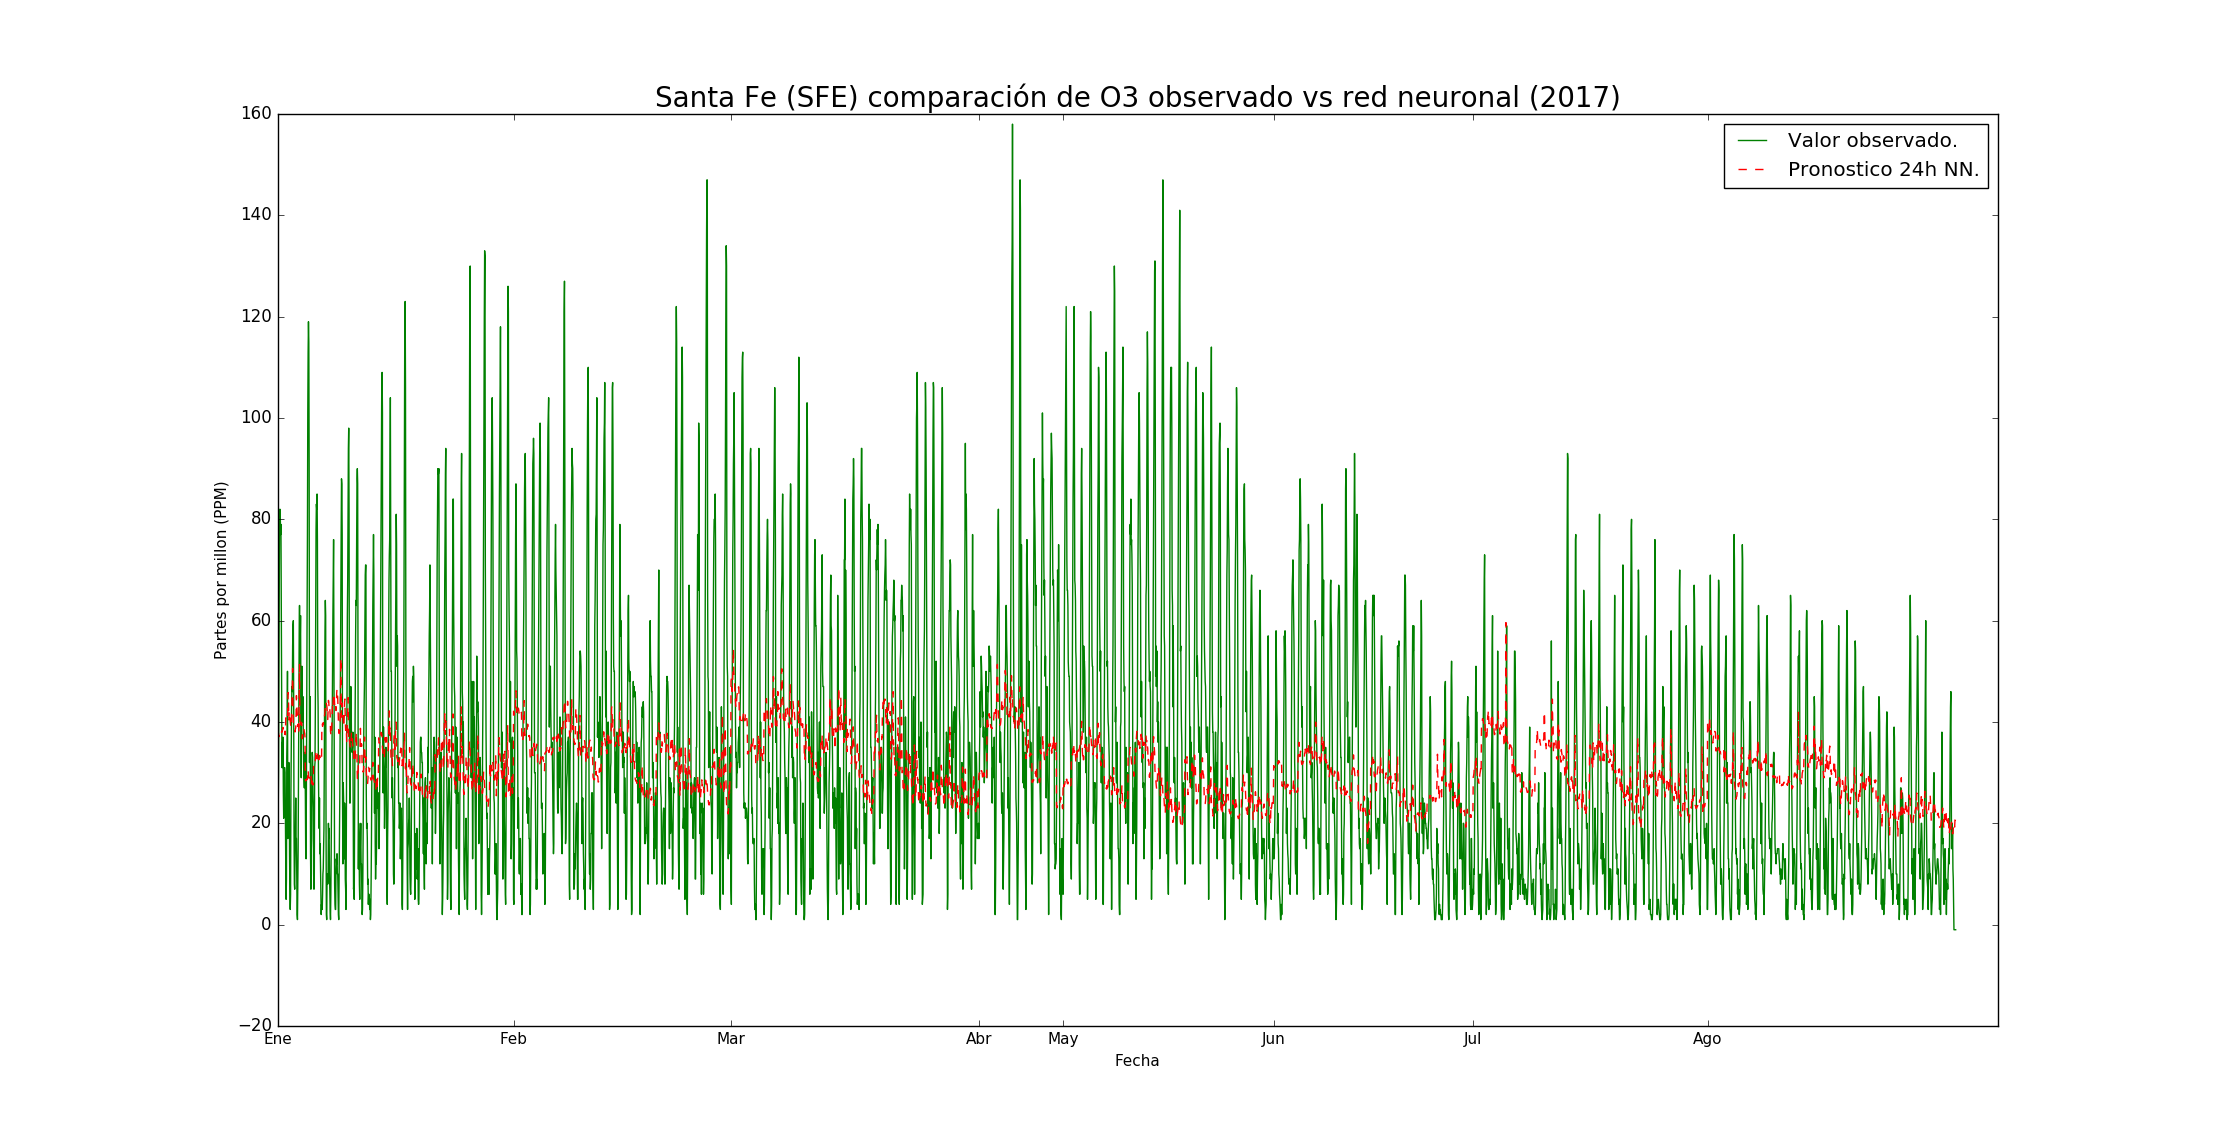 Santa Fe (SFE) comparación de O3 observado vs red neuronal (2017)
Valor observado.
Pronostico 24h NN.
160
140
120
100
80
60
40
20
0
−20
Partes por millon (PPM)
Ene Feb Mar Abr May Jun Jul Ago
Fecha